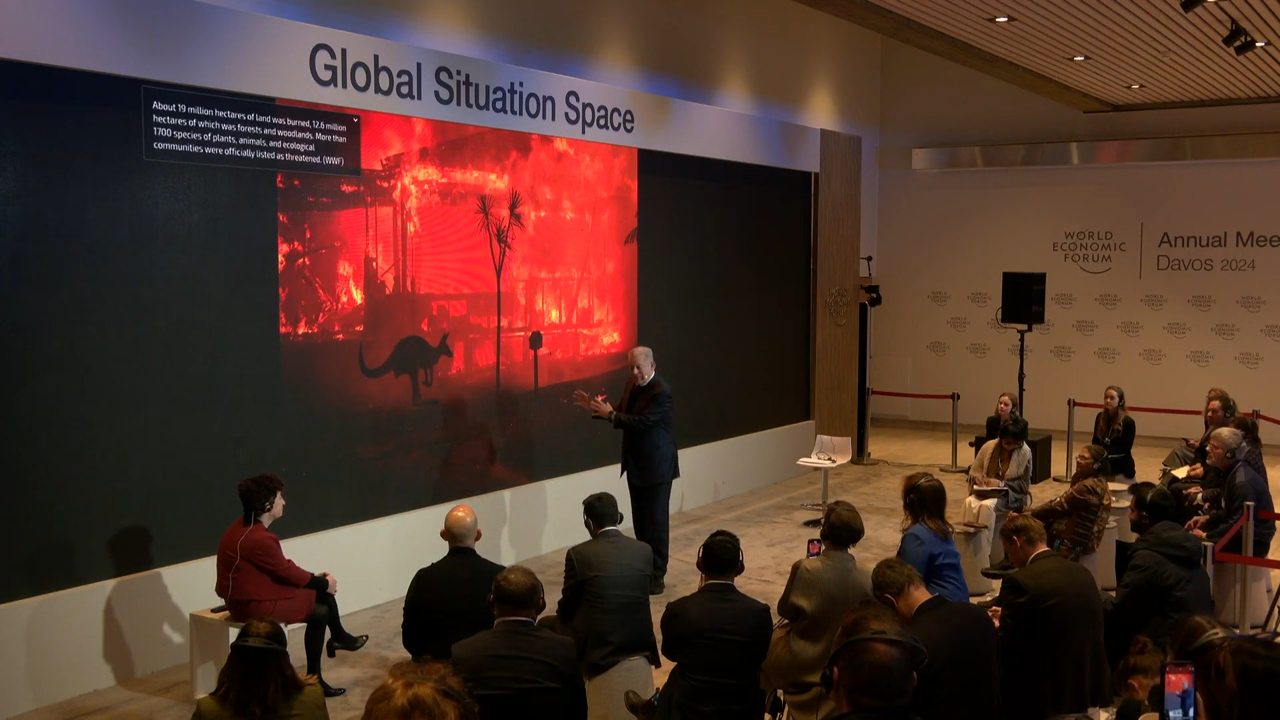 Global Situation Space
About 19 million hectares of land was burned, 12.6 million
hectares of which was forests and woodlands. More than
1700 species of plants, animals, and ecological
communities were officially listed as threatened. (WWF)
WORLD
ECONOMIC
FORUM
Annual Mee
Davos 2024